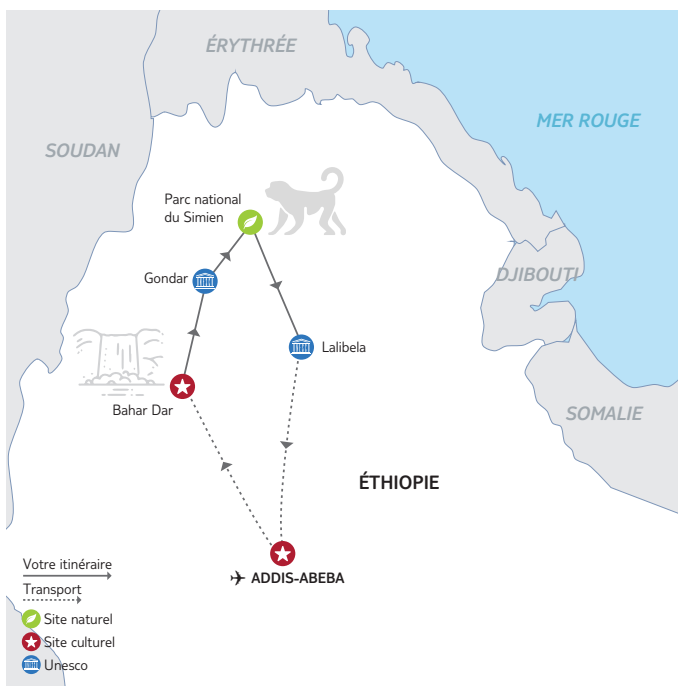 ÉRYTHRÉE
MER ROUGE
SOUDAN
Parc national
du Simien
Gondar
DJIBOUTI
Lalibela
Bahar Dar
SOMALIE
ÉTHIOPIE
ADDIS-ABEBA
Votre itinéraire
Transport
Site naturel
Site culturel
Unesco